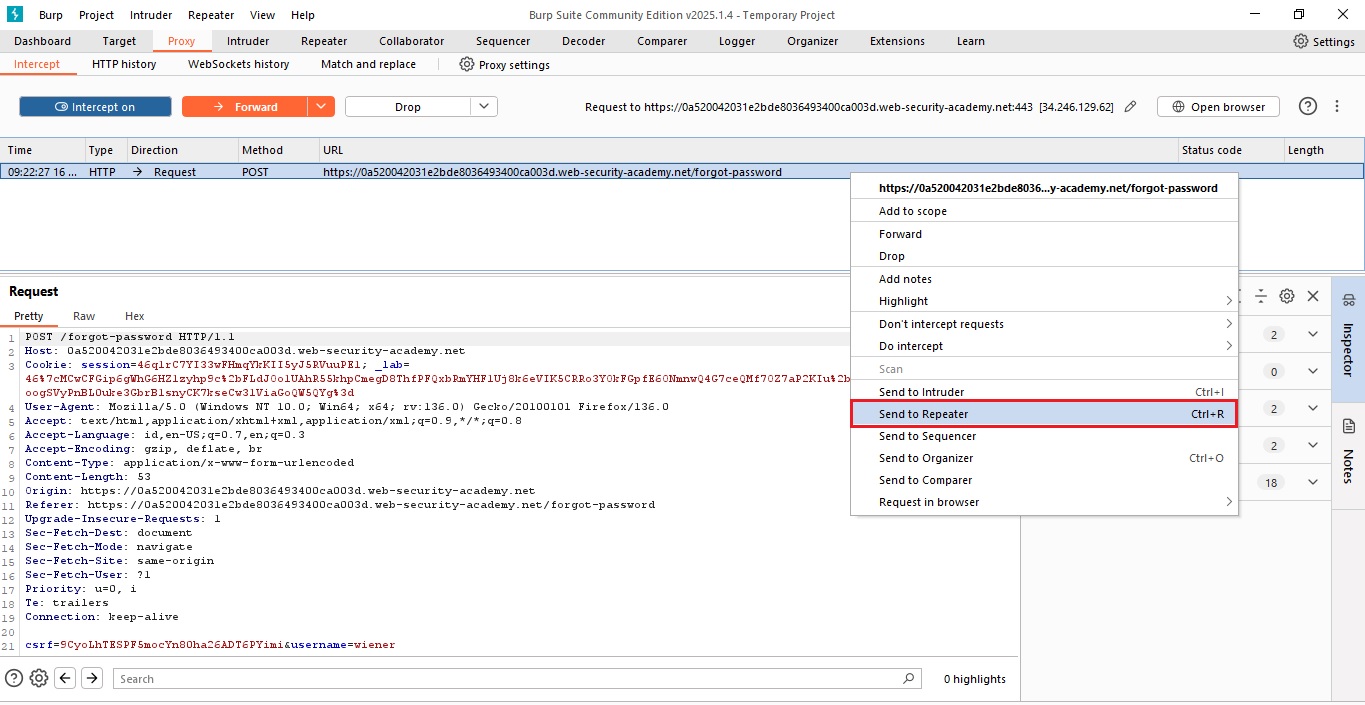 Burp Project Intruder Repeater View Help Burp Suite Community Edition v2025.1.4 - Temporary Project
Dashboard Target Proxy Intruder Repeater Collaborator Sequencer Decoder Comparer Logger Organizer Extensions Learn Settings
Intercept HTTP history WebSockets history Match and replace Proxy settings
Intercept on Forward Drop Request to https://0a520042031e2bde8036493400ca003d.web-security-academy.net:443 [34.246.129.62] Open browser
Time Type Direction Method URL Status code Length
09:22:27 16 ... HTTP Request POST https://0a520042031e2bde8036493400ca003d.web-security-academy.net/forgot-password
https://0a520042031e2bde8036...y-academy.net/forgot-password
Add to scope
Forward
Drop
Add notes
Highlight
Don't intercept requests
Do intercept
Scan
Send to Intruder Ctrl+I
Send to Repeater Ctrl+R
Send to Sequencer
Send to Organizer Ctrl+O
Send to Comparer
Request in browser
Request
Pretty Raw Hex
1 POST /forgot-password HTTP/1.1
2 Host: 0a520042031e2bde8036493400ca003d.web-security-academy.net
3 Cookie: session=46qlrC7YI33wFHmqYkKII5yJ5RVuuPEl; _lab=
4 User-Agent: Mozilla/5.0 (Windows NT 10.0; Win64; x64; rv:136.0) Gecko/20100101 Firefox/136.0
5 Accept: text/html,application/xhtml+xml,application/xml;q=0.9,*/*;q=0.8
6 Accept-Language: id,en-US;q=0.7,en;q=0.3
7 Accept-Encoding: gzip, deflate, br
8 Content-Type: application/x-www-form-urlencoded
9 Content-Length: 53
10 Origin: https://0a520042031e2bde8036493400ca003d.web-security-academy.net
11 Referer: https://0a520042031e2bde8036493400ca003d.web-security-academy.net/forgot-password
12 Upgrade-Insecure-Requests: 1
13 Sec-Fetch-Dest: document
14 Sec-Fetch-Mode: navigate
15 Sec-Fetch-Site: same-origin
16 Sec-Fetch-User: ?1
17 Priority: u=0, i
18 Te: trailers
19 Connection: keep-alive
20
21 csrf=9CyoLhTESPF5mocYn80ha26ADT6PYimi&username=wiener
2
0
2
2
18
Inspector
Notes
Search 0 highlights